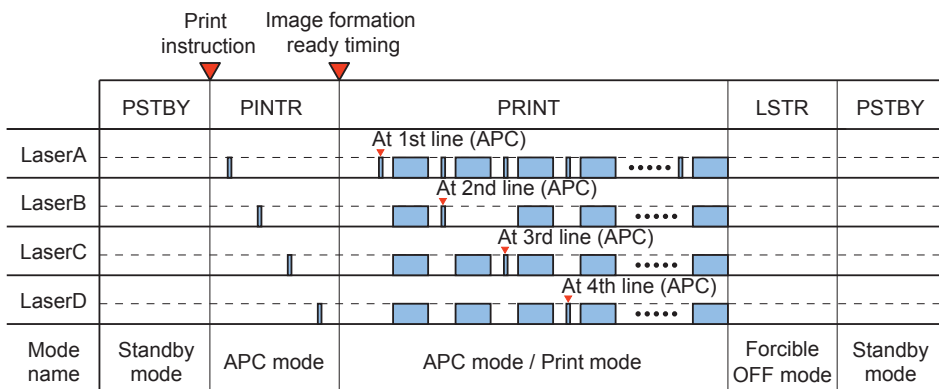 Print
instruction
Image formation
ready timing
PSTBY PINTR PRINT LSTR PSTBY
LaserA
At 1st line (APC)
LaserB
At 2nd line (APC)
LaserC
At 3rd line (APC)
LaserD
At 4th line (APC)
Mode
name
Standby
mode
APC mode
APC mode / Print mode
Forcible
OFF mode
Standby
mode